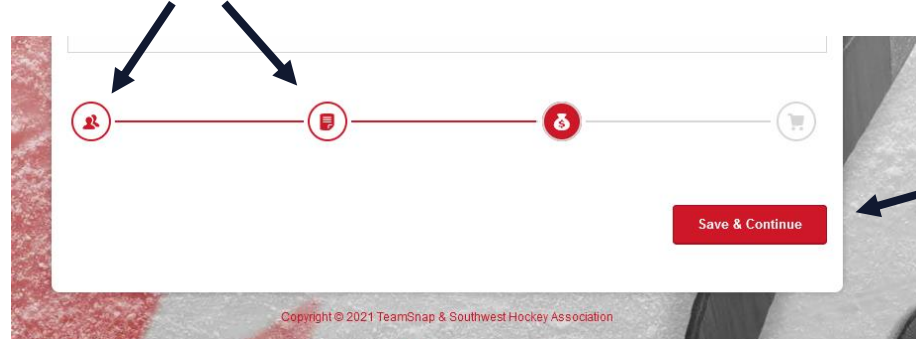 Save & Continue
Copyright © 2021 TeamSnap & Southwest Hockey Association